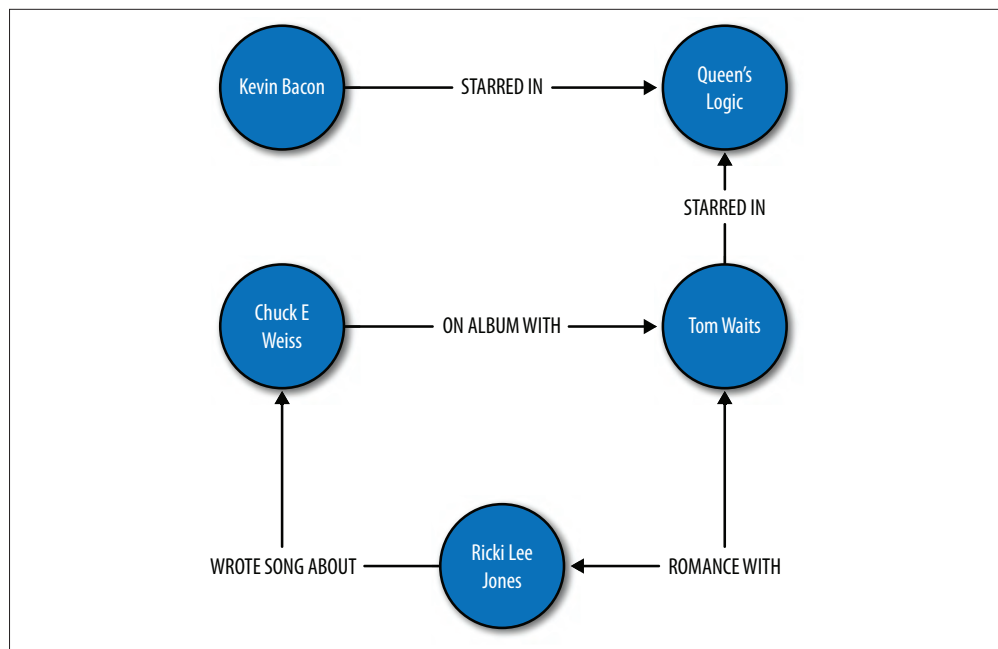 Kevin Bacon
STARRED IN
Queen's
Logic
STARRED IN
Chuck E
Weiss
ON ALBUM WITH
Tom Waits
WROTE SONG ABOUT
Ricki Lee
Jones
ROMANCE WITH